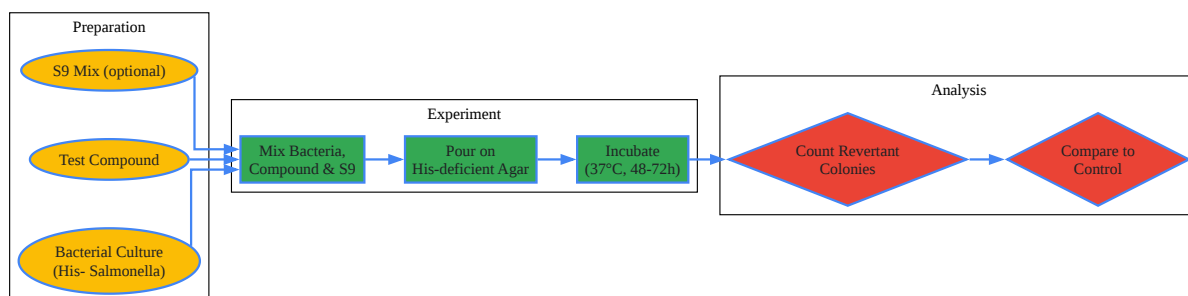 Preparation
S9 Mix (optional)
Test Compound
Bacterial Culture
(His- Salmonella)
Experiment
Mix Bacteria,
Compound & S9
Pour on
His-deficient Agar
Incubate
(37°C, 48-72h)
Analysis
Count Revertant
Colonies
Compare to
Control